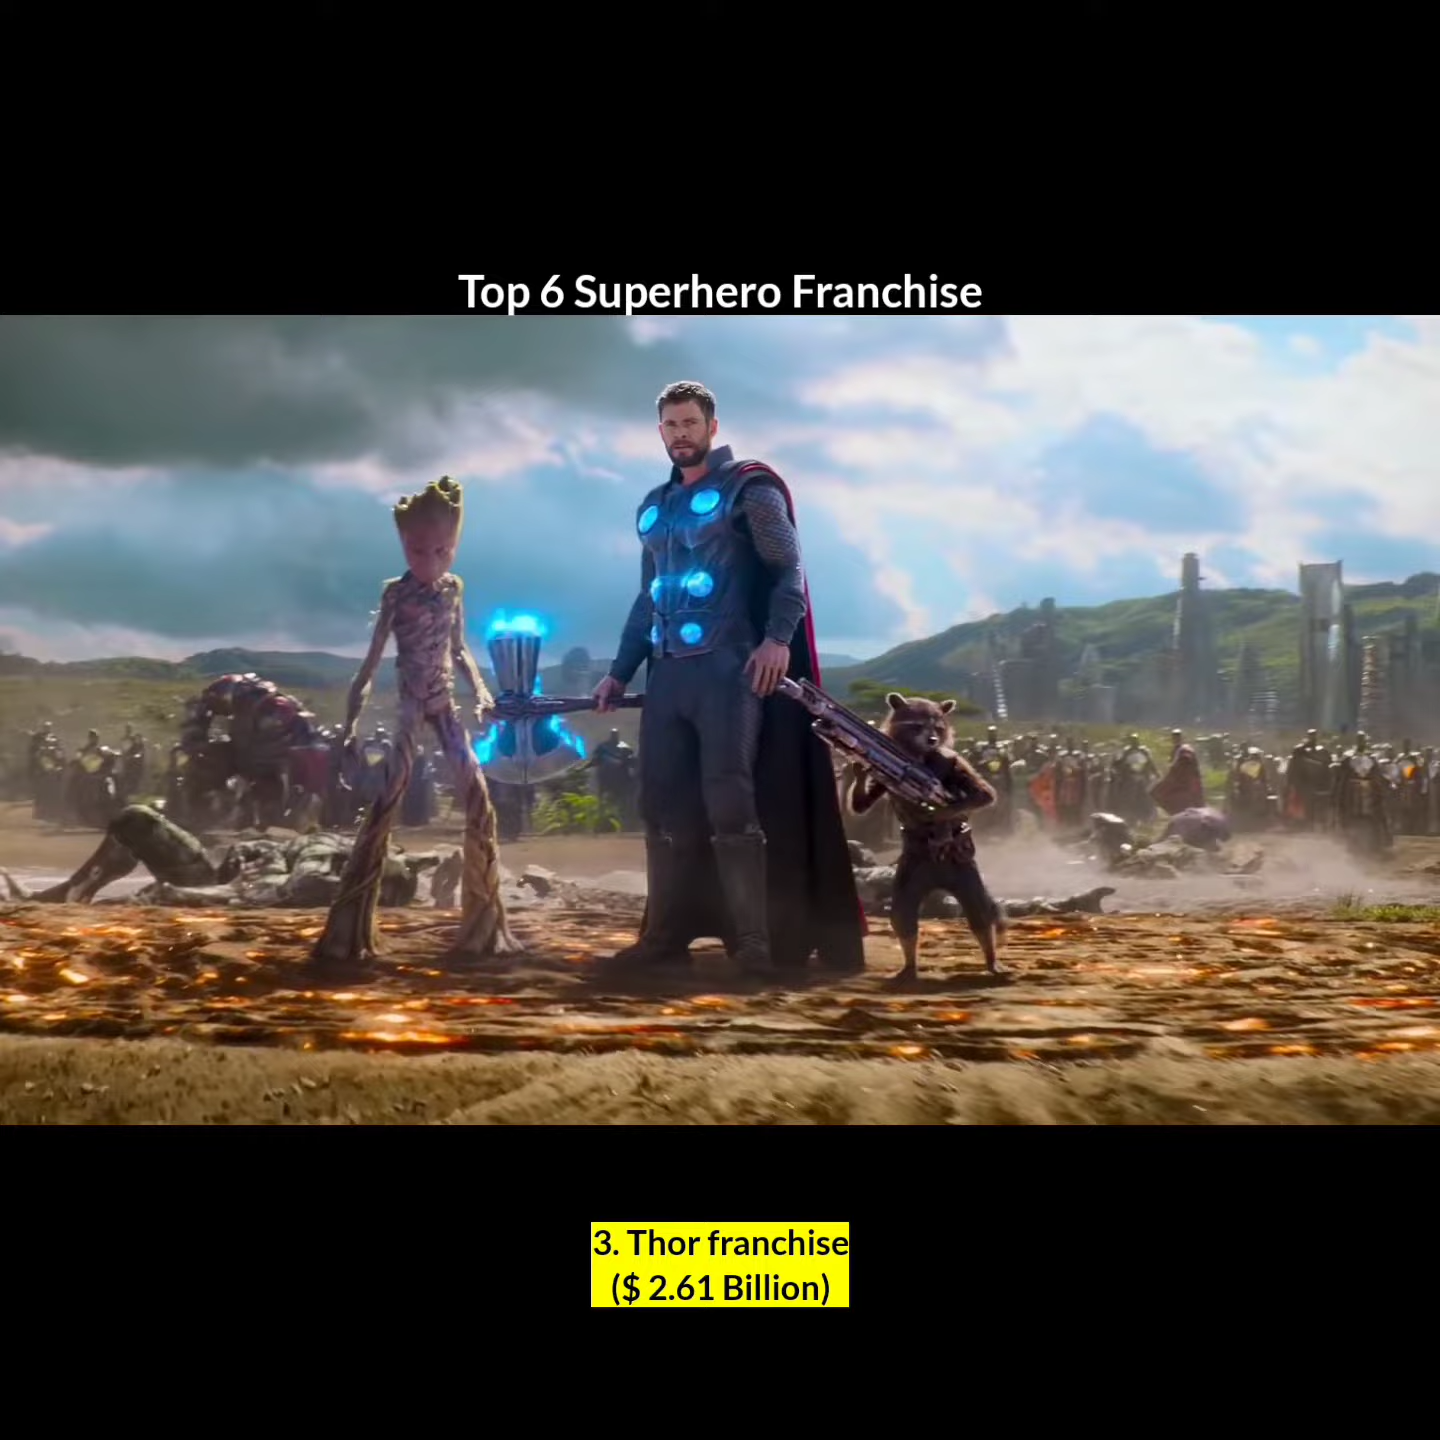 Top 6 Superhero Franchise
3. Thor franchise
($ 2.61 Billion)